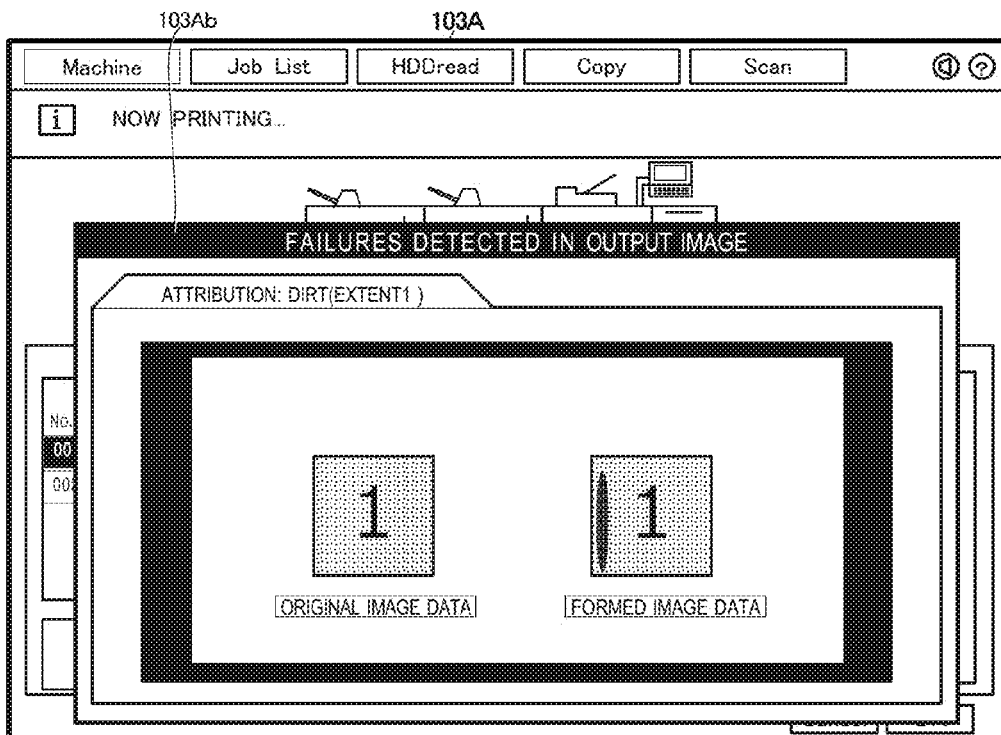 103Ab
103A
Machine Job List HDDread Copy Scan ?
i NOW PRINTING...
FAILURES DETECTED IN OUTPUT IMAGE
ATTRIBUTION: DIRT(EXTENT1 )
No.
00
00
1 1
ORIGINAL IMAGE DATA FORMED IMAGE DATA